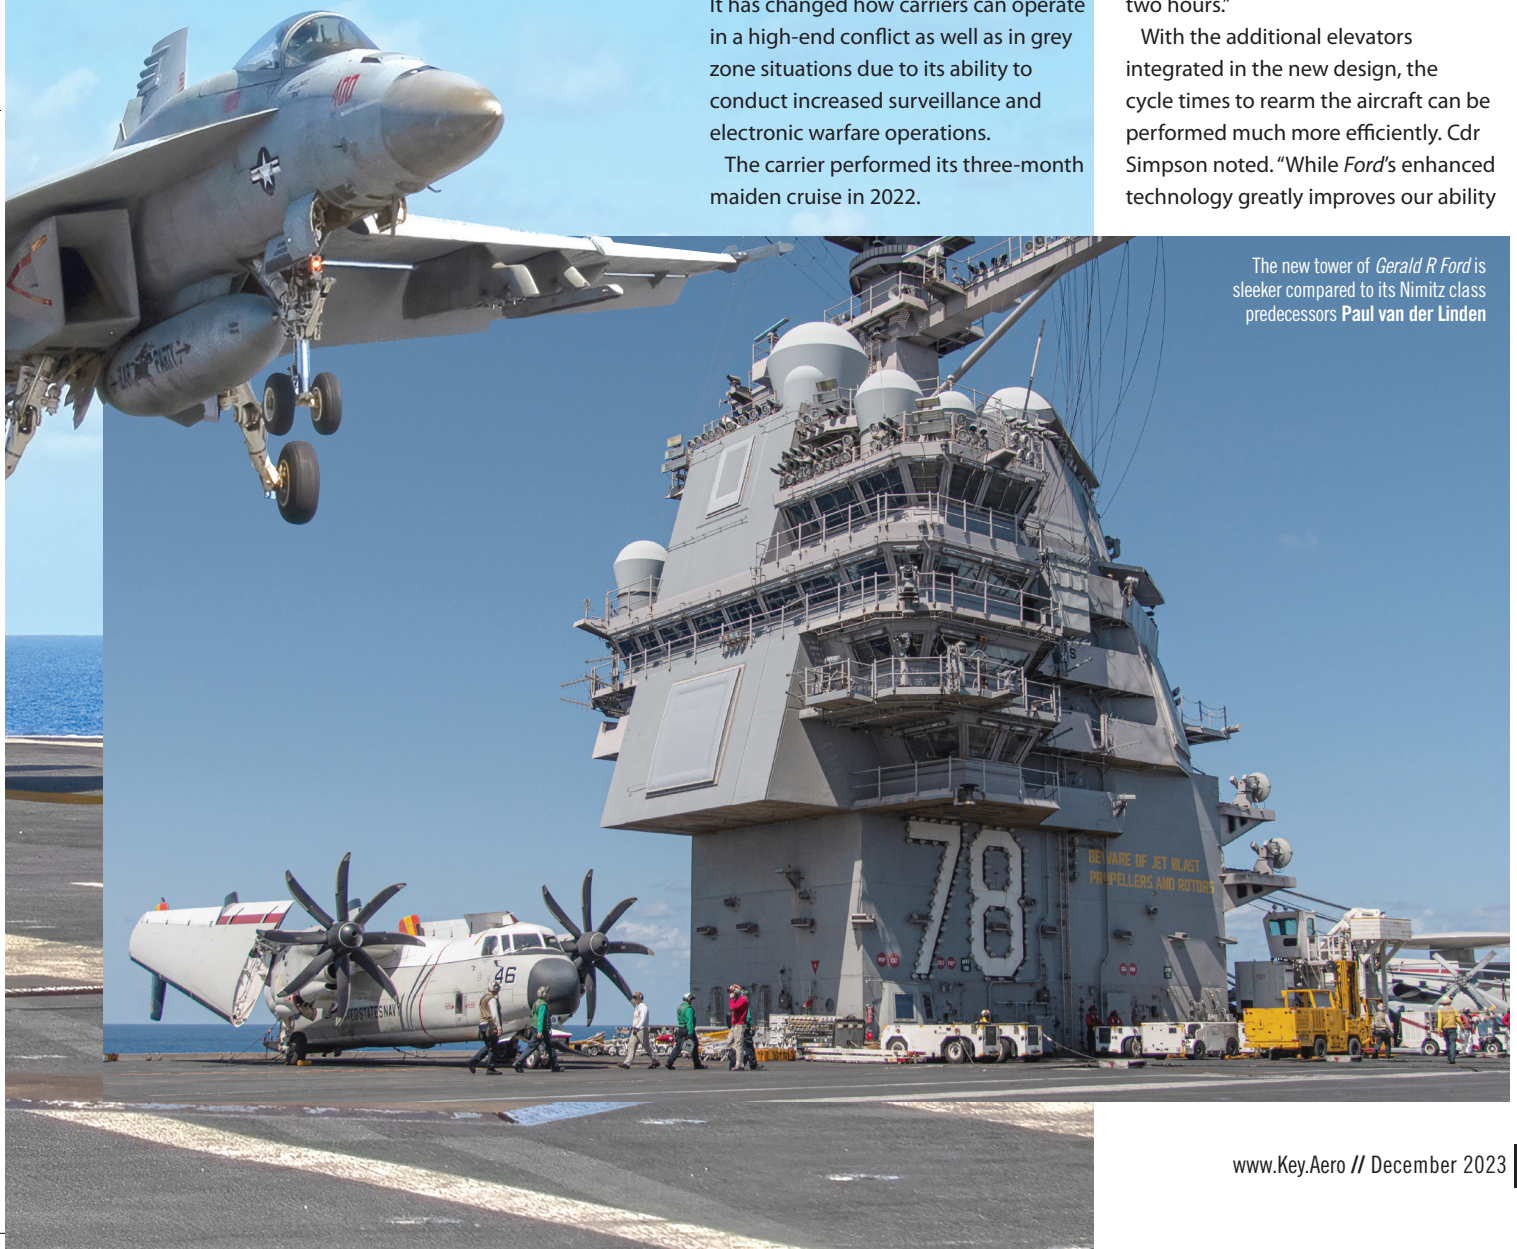 It has changed how carriers can operate
in a high-end conflict as well as in grey
zone situations due to its ability to
conduct increased surveillance and
electronic warfare operations.
The carrier performed its three-month
maiden cruise in 2022.
two hours.”
With the additional elevators
integrated in the new design, the
cycle times to rearm the aircraft can be
performed much more efficiently. Cdr
Simpson noted. “While Ford’s enhanced
technology greatly improves our ability
The new tower of Gerald R Ford is
sleeker compared to its Nimitz class
predecessors Paul van der Linden
400
78
BEWARE OF JET BLAST
PROPELLERS AND ROTORS
46
www.Key.Aero // December 2023